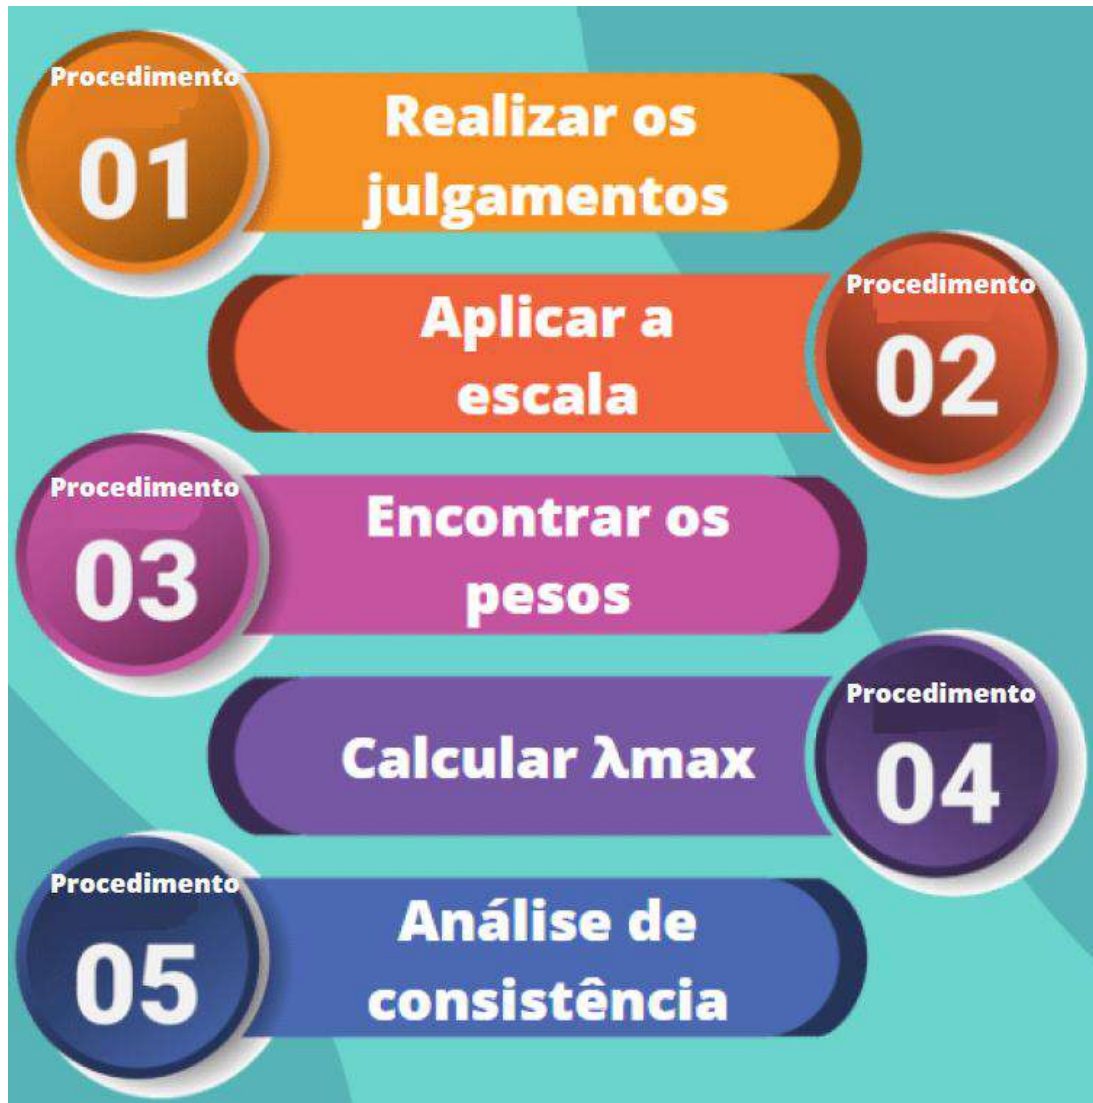 Procedimento
01
Realizar os
julgamentos
Procedimento
02
Aplicar a
escala
Procedimento
03
Encontrar os
pesos
Procedimento
04
Calcular λmax
Procedimento
05
Análise de
consistência